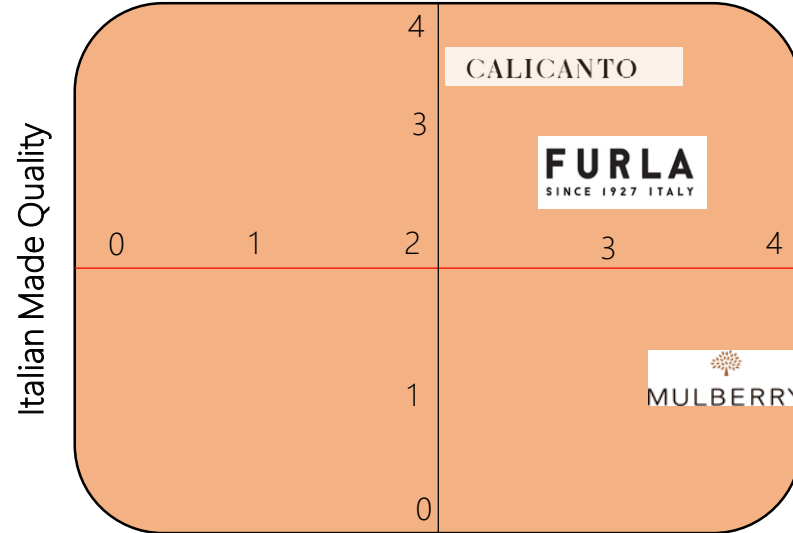 4
CALICANTO
3
FURLA
SINCE 1927 ITALY
Italian Made Quality
0 1 2 3 4
1
MULBERRY
0